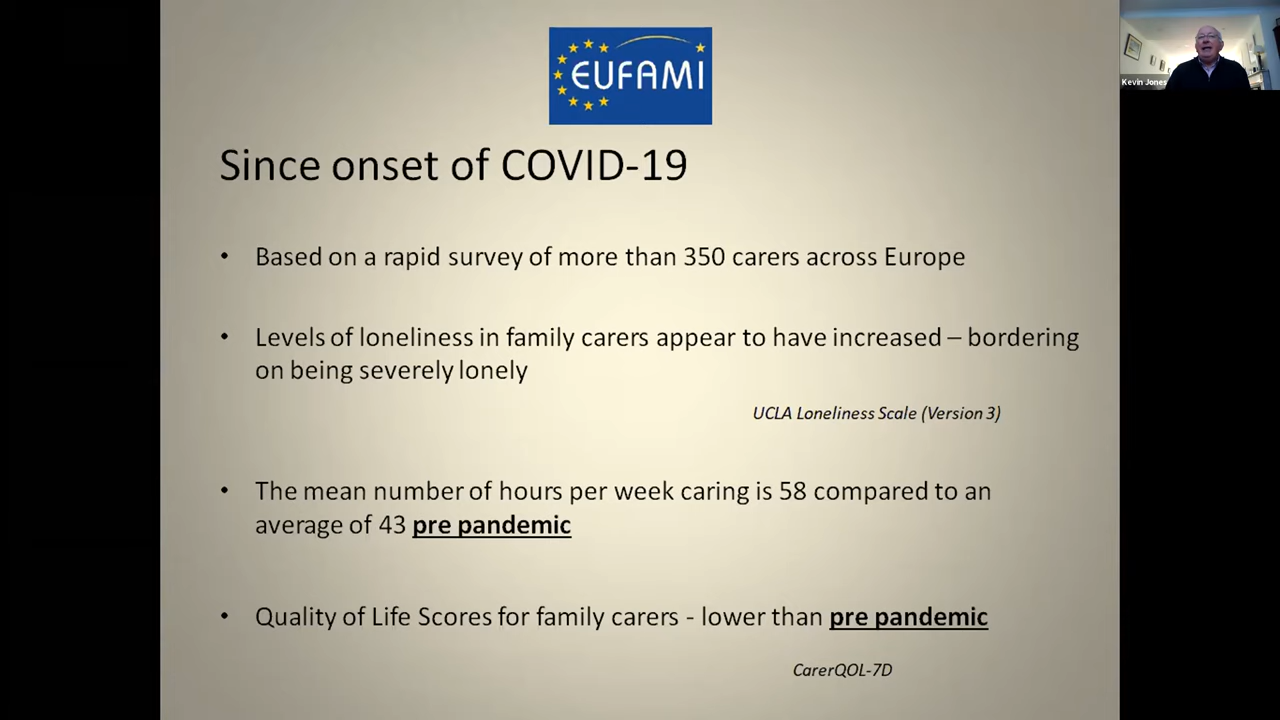 EUFAMI
Kevin Jones
Since onset of COVID-19
• Based on a rapid survey of more than 350 carers across Europe
• Levels of loneliness in family carers appear to have increased – bordering
on being severely lonely
UCLA Loneliness Scale (Version 3)
• The mean number of hours per week caring is 58 compared to an
average of 43 pre pandemic
• Quality of Life Scores for family carers - lower than pre pandemic
CarerQOL-7D